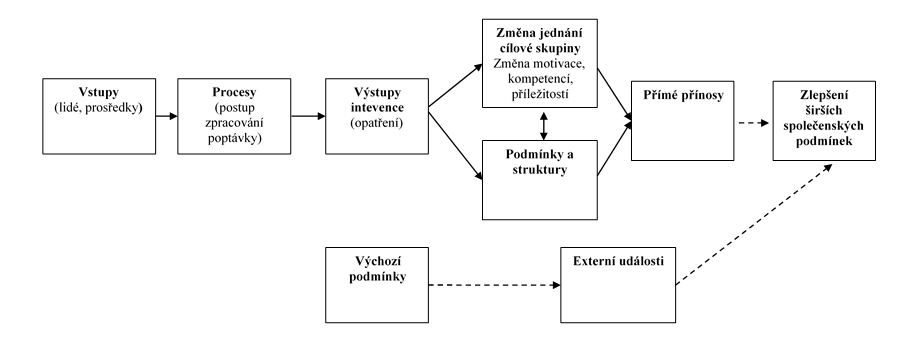 Vstupy
(lidé, prostředky)
Procesy
(postup
zpracování
poptávky)
Výstupy
intevence
(opatření)
Změna jednání
cílové skupiny
Změna motivace,
kompetencí,
příležitostí
Podmínky a
struktury
Přímé přínosy
Zlepšení
širších
společenských
podmínek
Výchozí
podmínky
Externí události